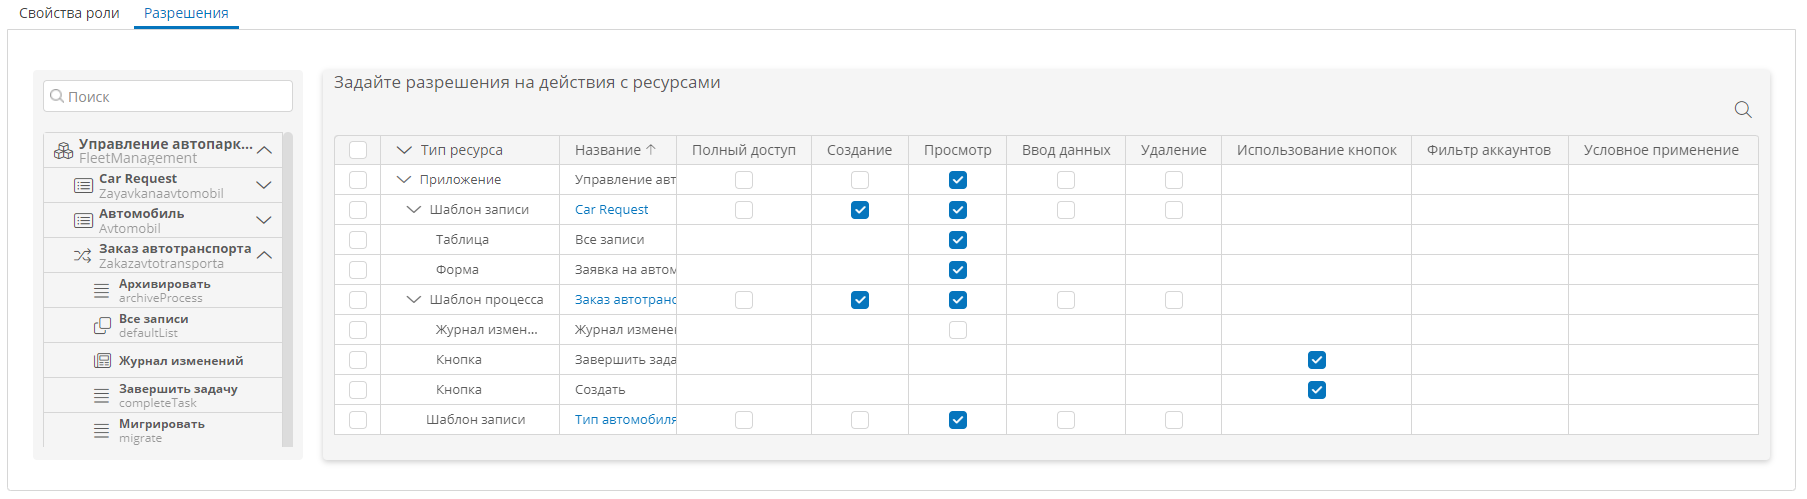 Свойства роли Разрешения
Поиск
Управление автопарк...
FleetManagement
Car Request
Zayavkanaavtomobil
Автомобиль
Avtomobil
Заказ автотранспорта
Zakazavtotransporta
Архивировать
archiveProcess
Все записи
defaultList
Журнал изменений
Завершить задачу
completeTask
Мигрировать
migrate
Задайте разрешения на действия с ресурсами
Тип ресурса Название Полный доступ Создание Просмотр Ввод данных Удаление Использование кнопок Фильтр аккаунтов Условное применение
Приложение Управление авт
Шаблон записи Car Request
Таблица Все записи
Форма Заявка на автом
Шаблон процесса Заказ автотранс
Журнал измен... Журнал изменен
Кнопка Завершить зада
Кнопка Создать
Шаблон записи Тип автомобиля